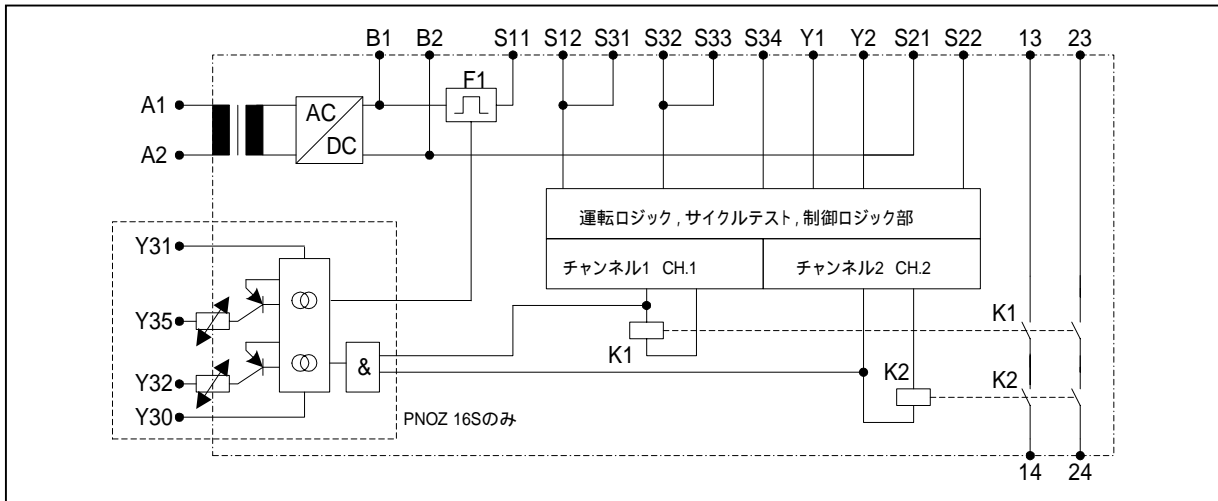 B1 B2 S11 S12 S31 S32 S33 S34 Y1 Y2 S21 S22 13 23
F1
A1
AC
DC
A2
運転ロジック , サイクルテスト , 制御ロジック部
チャンネル1 CH.1
チャンネル2 CH.2
Y31
Y35
K1
K1
&
K2
K2
Y32
Y30
PNOZ 16Sのみ
14 24